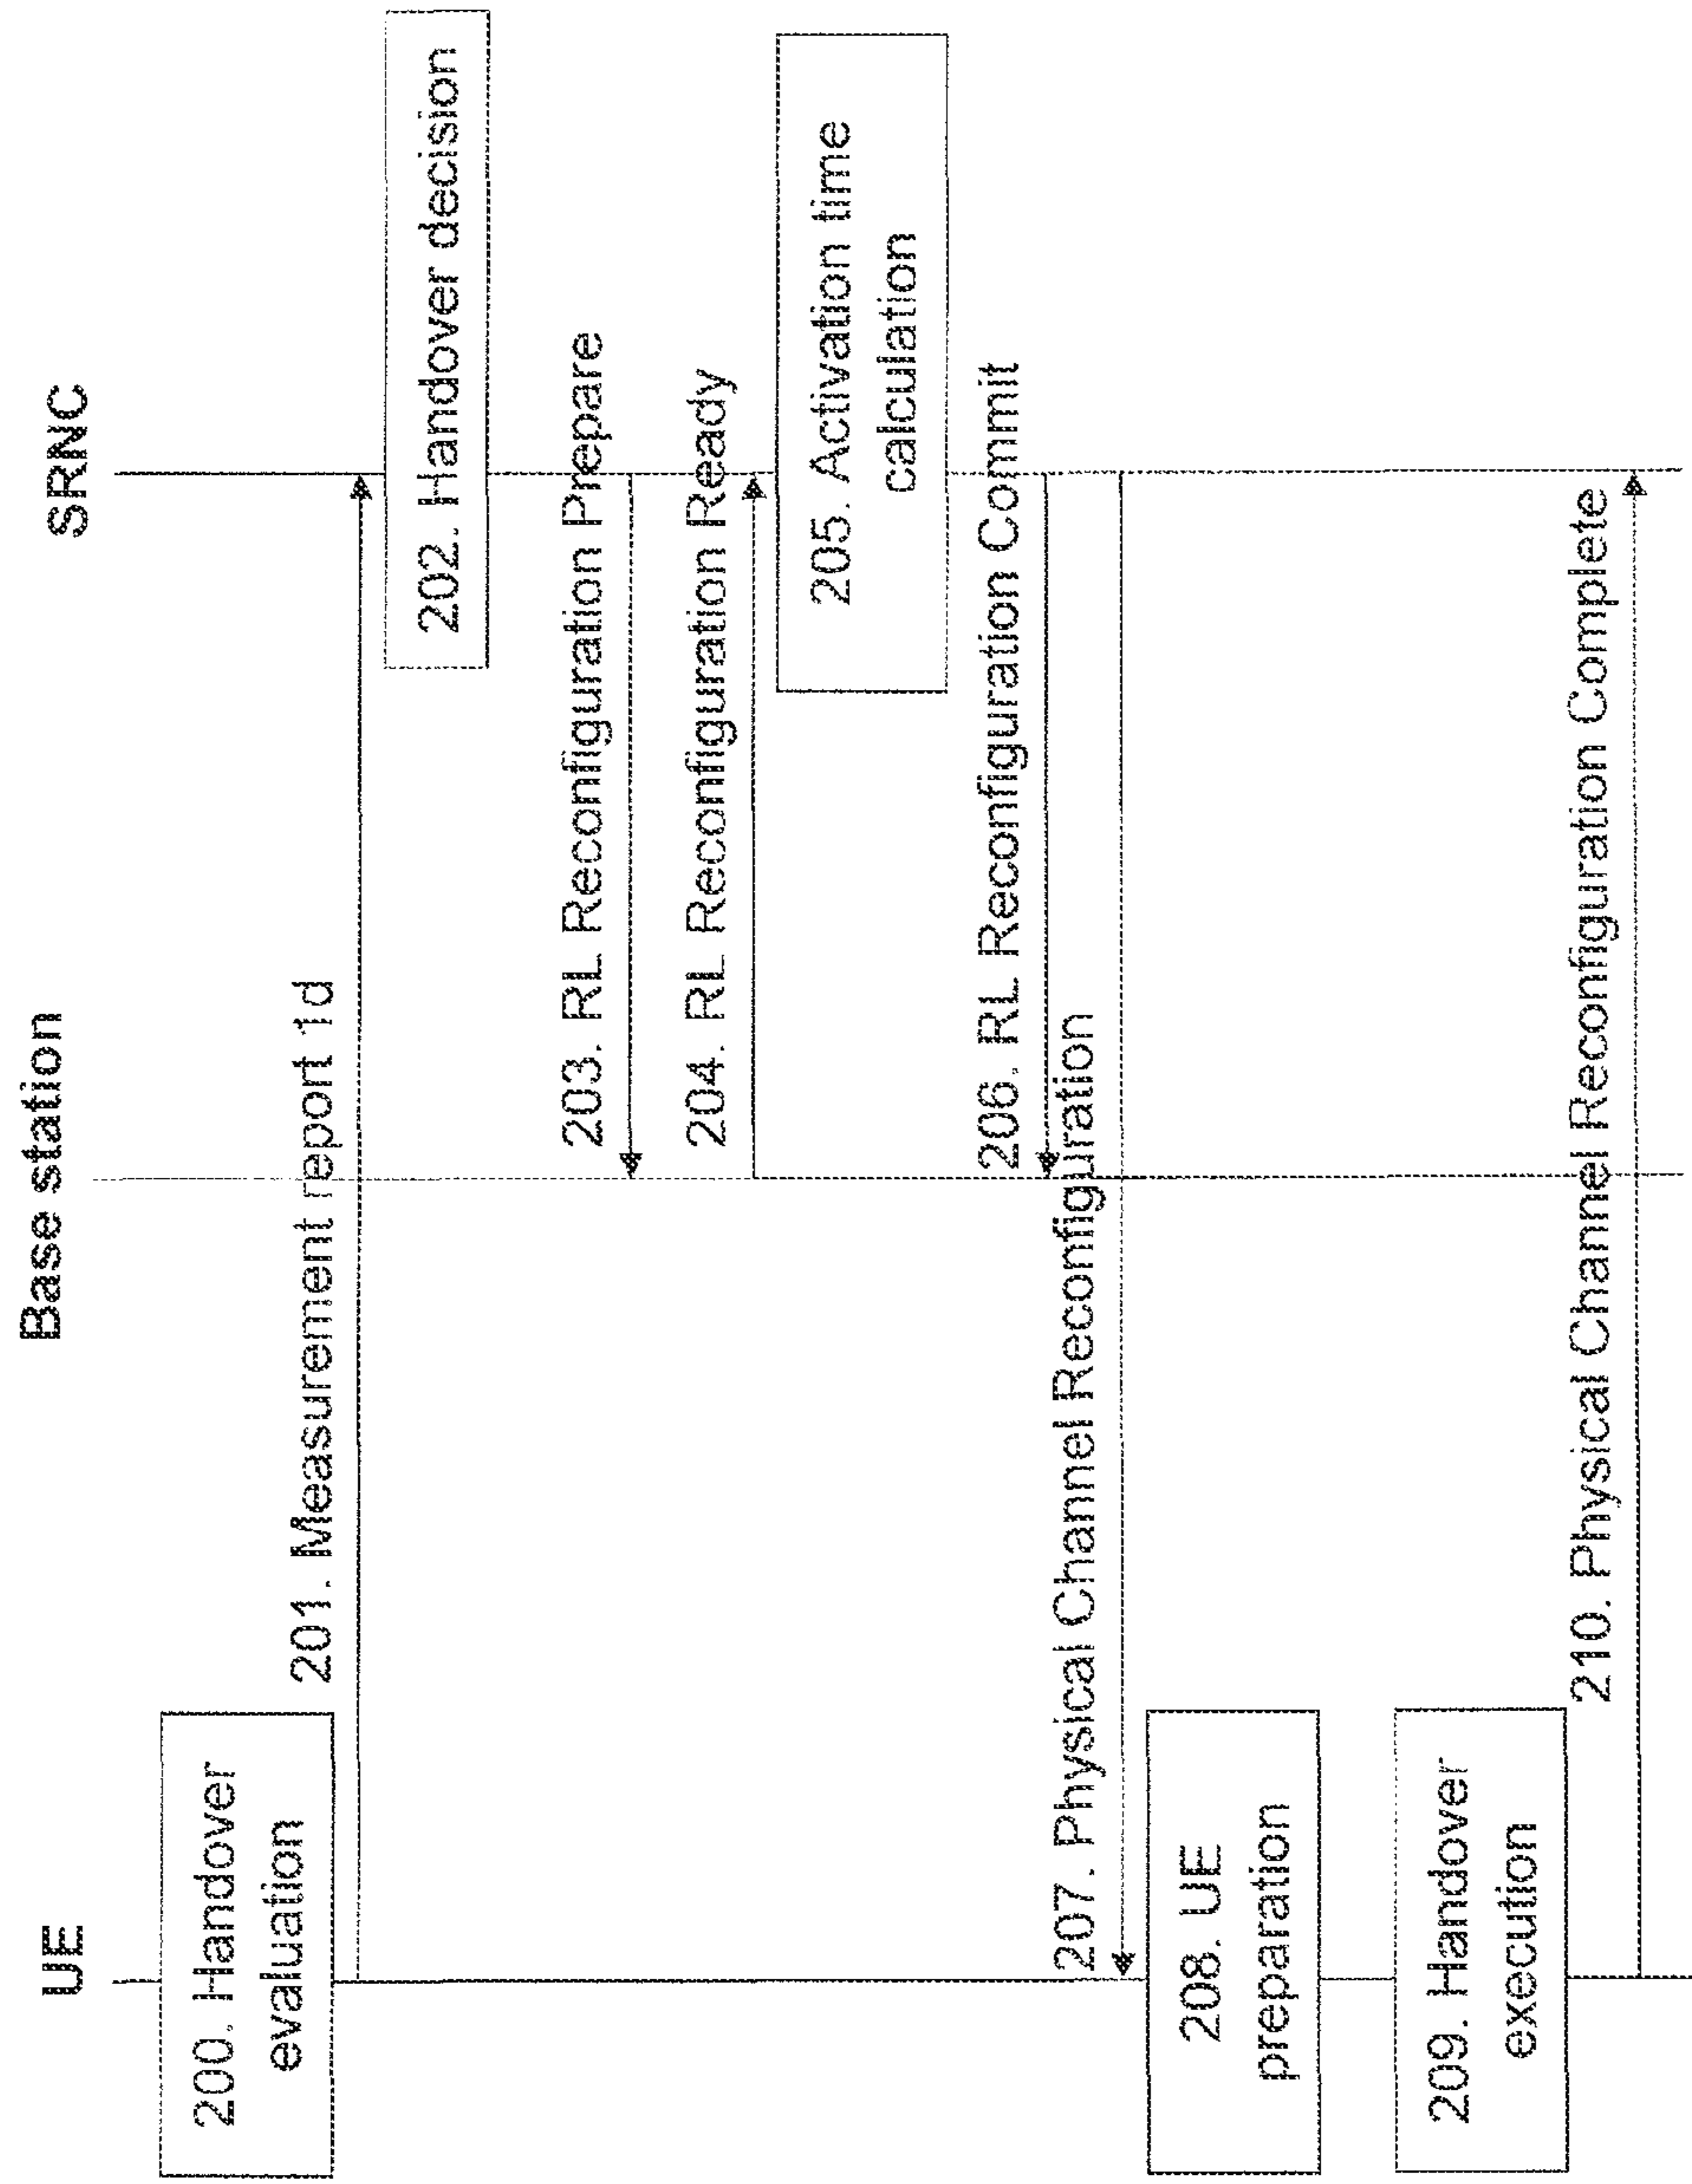 UE
Base station
SRNC
200. Handover
evaluation
201. Measurement report 1d
202. Handover decision
203. RL Reconfiguration Prepare
204. RL Reconfiguration Ready
205. Activation time
calculation
206. RL Reconfiguration Commit
207. Physical Channel Reconfiguration
208. UE
preparation
209. Handover
execution
210. Physical Channel Reconfiguration Complete